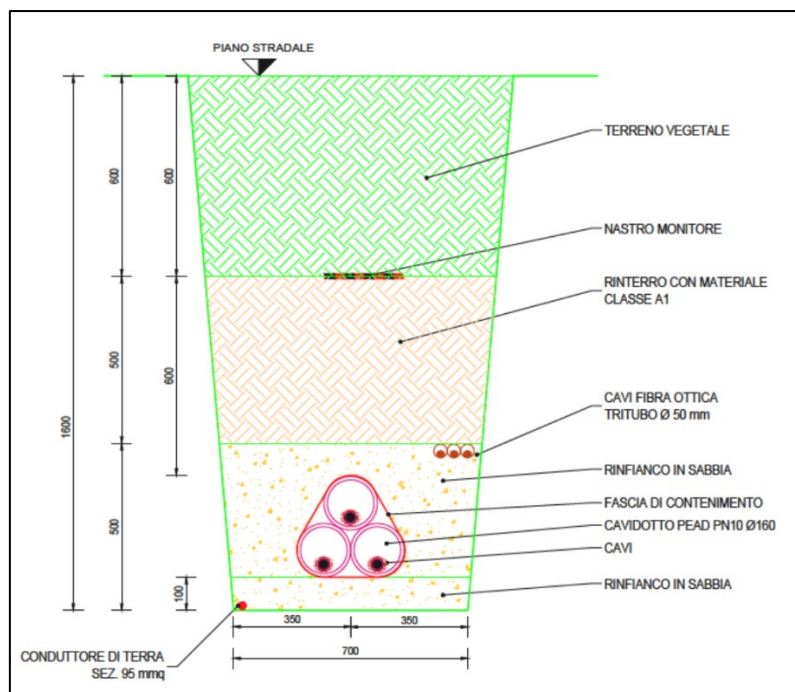 PIANO STRADALE
TERRENO VEGETALE
NASTRO MONITORE
RINTERRO CON MATERIALE
CLASSE A1
CAVI FIBRA OTTICA
TRITUBO Ø 50 mm
RINFIANCO IN SABBIA
FASCIA DI CONTENIMENTO
CAVIDOTTO PEAD PN10 Ø160
CAVI
RINFIANCO IN SABBIA
CONDUTTORE DI TERRA
SEZ. 95 mmq
1600
600
500
500
600
600
100
350
350
700